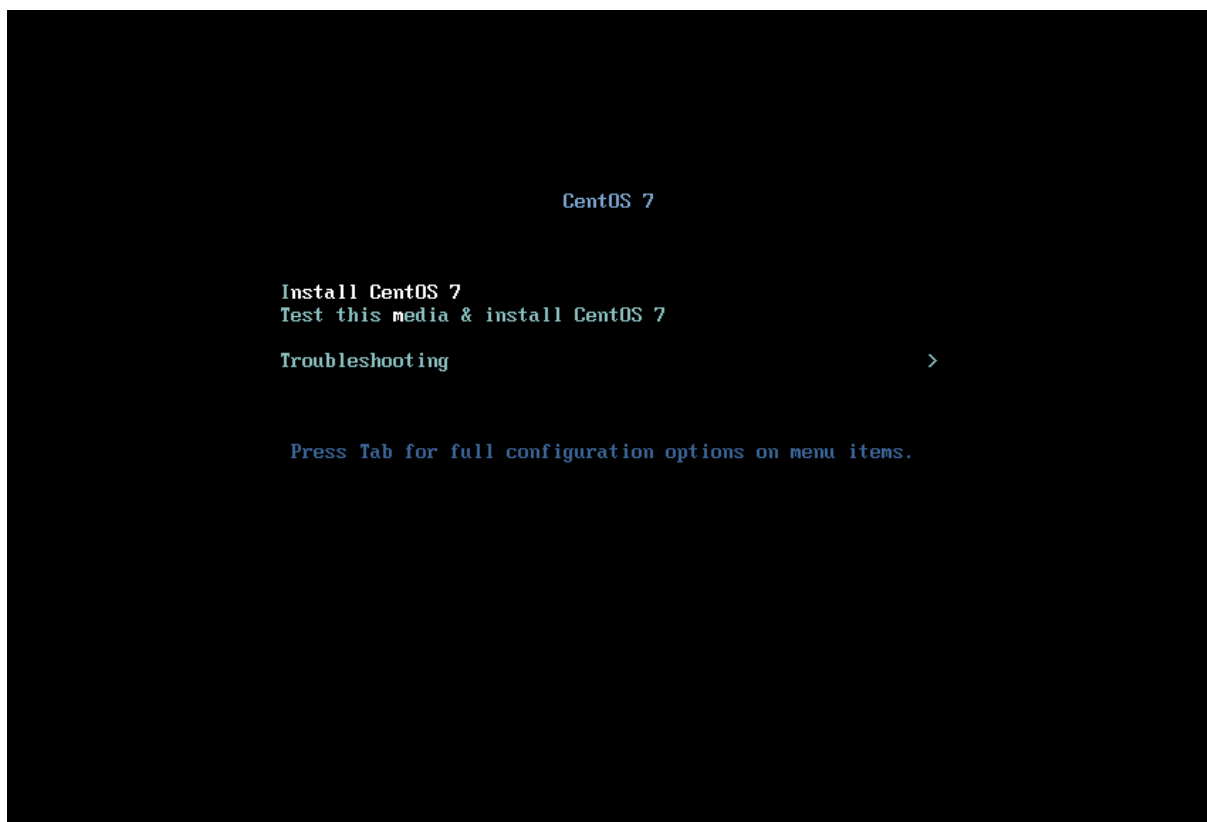 CentOS 7
Install CentOS 7
Test this media & install CentOS 7
Troubleshooting >
Press Tab for full configuration options on menu items.